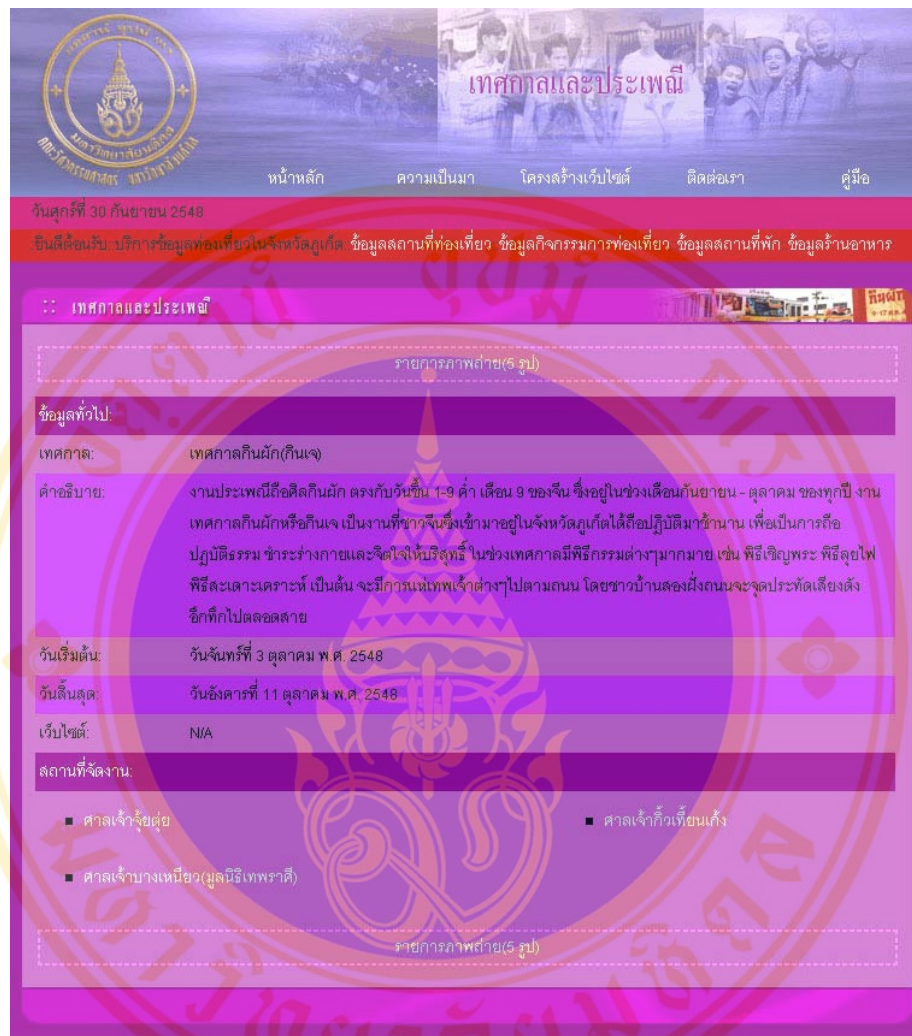 เทศกาลและประเพณี
หน้าหลัก ความเป็นมา โครงสร้างเว็บไซต์ ติดต่อเรา คู่มือ
วันศุกร์ที่ 30 กันยายน 2548
:ยินดีต้อนรับ::บริการข้อมูลท่องเที่ยวในจังหวัดภูเก็ต: ข้อมูลสถานที่ท่องเที่ยว ข้อมูลกิจกรรมการท่องเที่ยว ข้อมูลสถานที่พัก ข้อมูลร้านอาหาร
:: เทศกาลและประเพณี
กินผัก
รายการภาพถ่าย(5 รูป)
ข้อมูลทั่วไป:
เทศกาล: เทศกาลกินผัก(กินเจ)
คำอธิบาย: งานประเพณีถือศีลกินผัก ตรงกับวันขึ้น 1-9 ค่ำ เดือน 9 ของจีน ซึ่งอยู่ในช่วงเดือนกันยายน - ตุลาคม ของทุกปี งาน
เทศกาลกินผักหรือกินเจ เป็นงานที่ชาวจีนซึ่งเข้ามาอยู่ในจังหวัดภูเก็ตได้ถือปฏิบัติมาช้านาน เพื่อเป็นการถือ
ปฏบัติธรรม ชำระร่างกายและจิตใจให้บริสุทธิ์ ในช่วงเทศกาลมีพิธีกรรมต่างๆมากมาย เช่น พิธีเชิญพระ พิธีลุยไฟ
พิธีสะเดาะเคราะห์ เป็นต้น จะมีการแห่เทพเจ้าต่างๆไปตามถนน โดยชาวบ้านสองฝั่งถนนจะจุดประทัดเสียงดัง
อึกทึกไปตลอดสาย
วันเริ่มต้น: วันจันทร์ที่ 3 ตุลาคม พ.ศ. 2548
วันสิ้นสุด: วันอังคารที่ 11 ตุลาคม พ.ศ. 2548
เว็บไซต์: N/A
สถานที่จัดงาน:
ศาลเจ้าจุ้ยตุ่ย ศาลเจ้ากิ้วเที้ยนเก้ง
ศาลเจ้าบางเหนียว(มูลนิธิเทพราศี)
รายการภาพถ่าย(5 รูป)